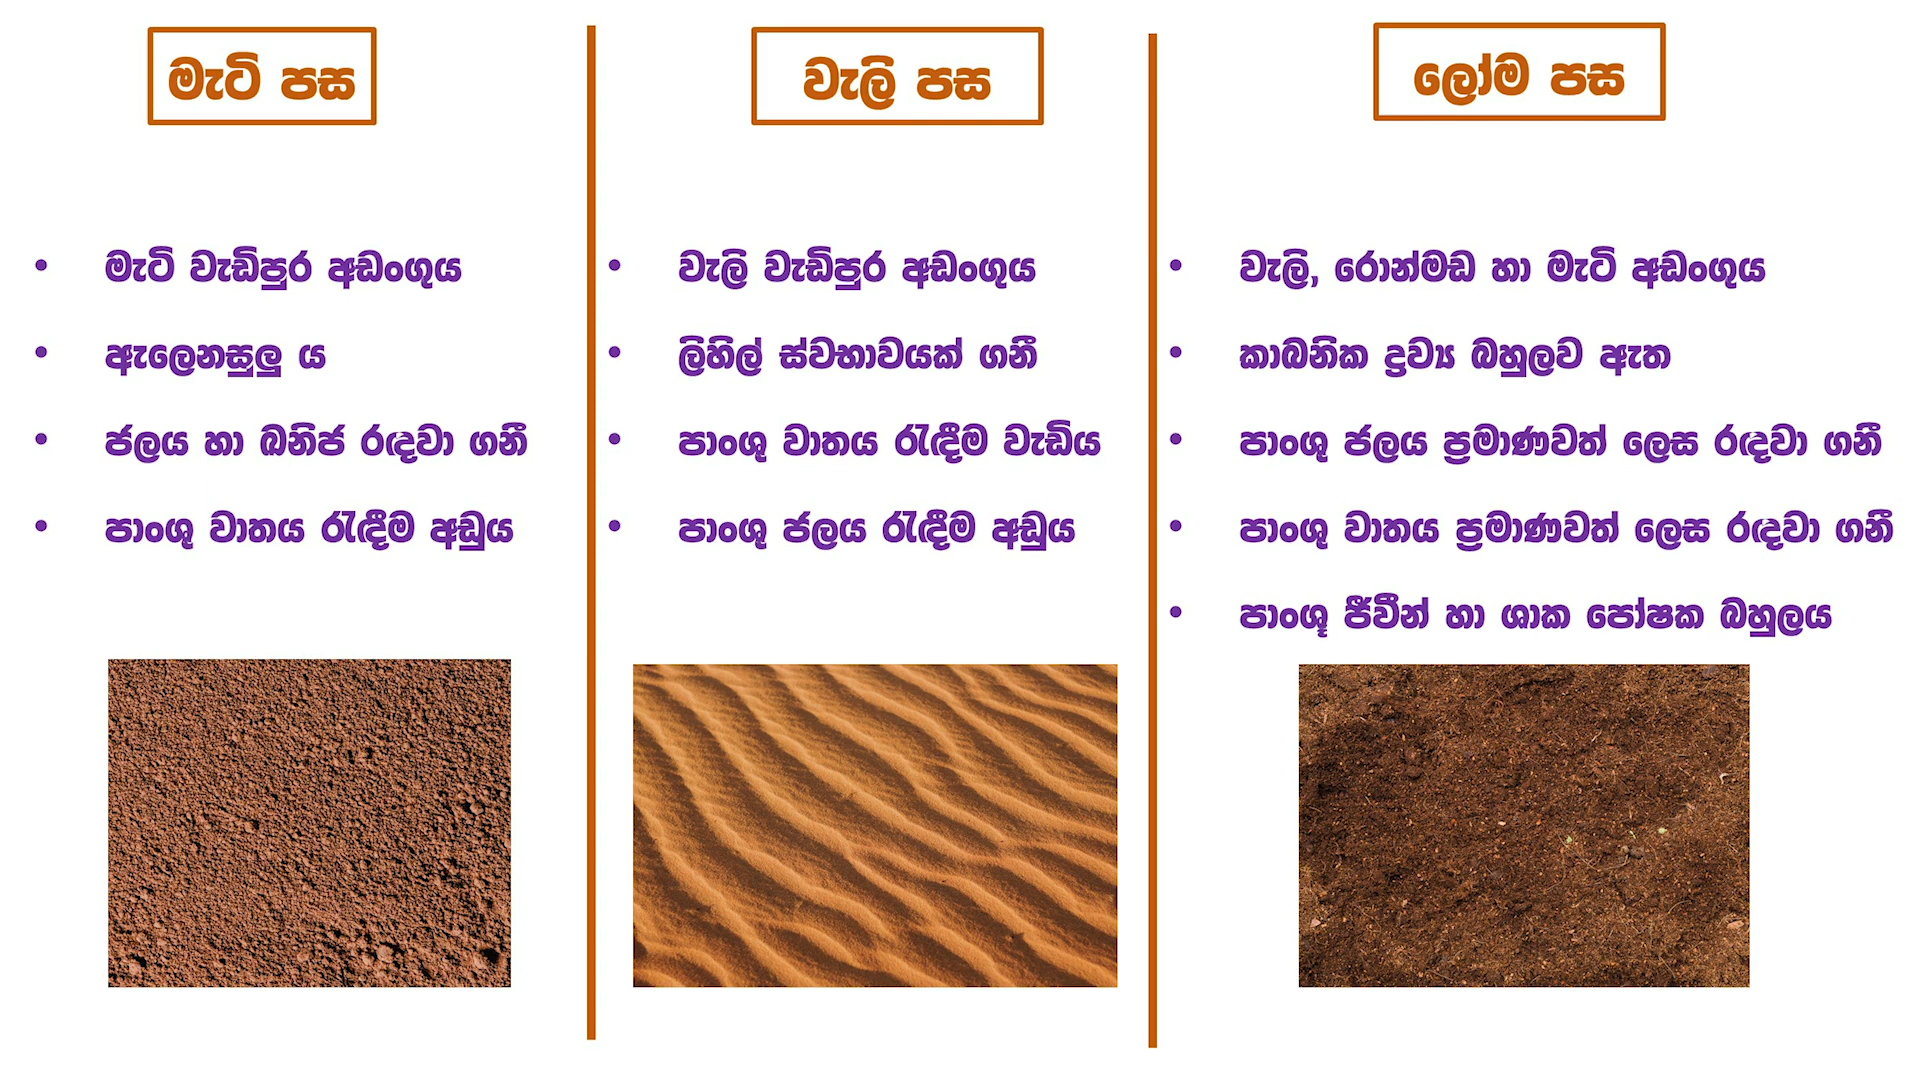 මැටි පස
මැටි වැඩිපුර අඩංගුය
ඇලෙනසුලු ය
ජලය හා ඛනිජ රඳවා ගනී
පාංශු වාතය රැඳීම අඩුය
වැලි පස
වැලි වැඩිපුර අඩංගුය
ලිහිල් ස්වභාවයක් ගනී
පාංශු වාතය රැඳීම වැඩිය
පාංශු ජලය රැඳීම අඩුය
ලෝම පස
වැලි, රොන්මඩ හා මැටි අඩංගුය
කාබනික ද්‍රව්‍ය බහුලව ඇත
පාංශු ජලය ප්‍රමාණවත් ලෙස රඳවා ගනී
පාංශු වාතය ප්‍රමාණවත් ලෙස රඳවා ගනී
පාංශූ ජීවීන් හා ශාක පෝෂක බහුලය